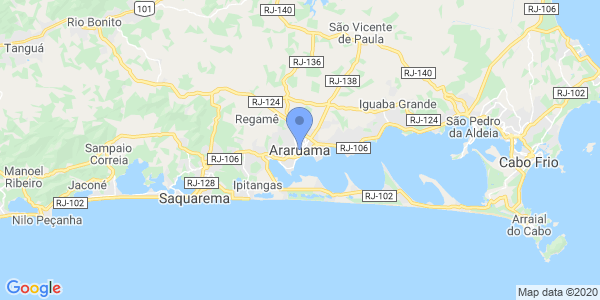 101
RJ-140
RJ-106
Rio Bonito
São Vicente
de Paula
Tanguá
RJ-136
RJ-140
RJ-138
RJ-102
RJ-124
Iguaba Grande
Regamê
RJ-124
São Pedro
da Aldeia
Sampaio
Correia
Araruama
RJ-106
RJ-106
Cabo Frio
Manoel
Ribeiro
Jaconé
RJ-128
Ipitangas
RJ-102
Saquarema
RJ-102
Nilo Peçanha
Arraial
do Cabo
Google
Map data ©2020